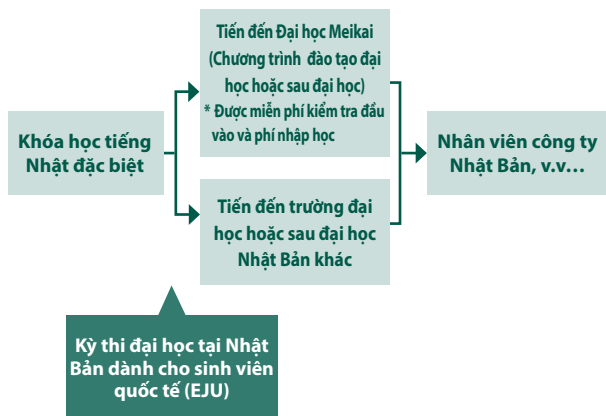 Khóa học tiếng
Nhật đặc biệt
Tiến đến Đại học Meikai
(Chương trình đào tạo đại
học hoặc sau đại học)
* Được miễn phí kiểm tra đầu
vào và phí nhập học
Tiến đến trường đại
học hoặc sau đại học
Nhật Bản khác
Nhân viên công ty
Nhật Bản, v.v…
Kỳ thi đại học tại Nhật
Bản dành cho sinh viên
quốc tế (EJU)